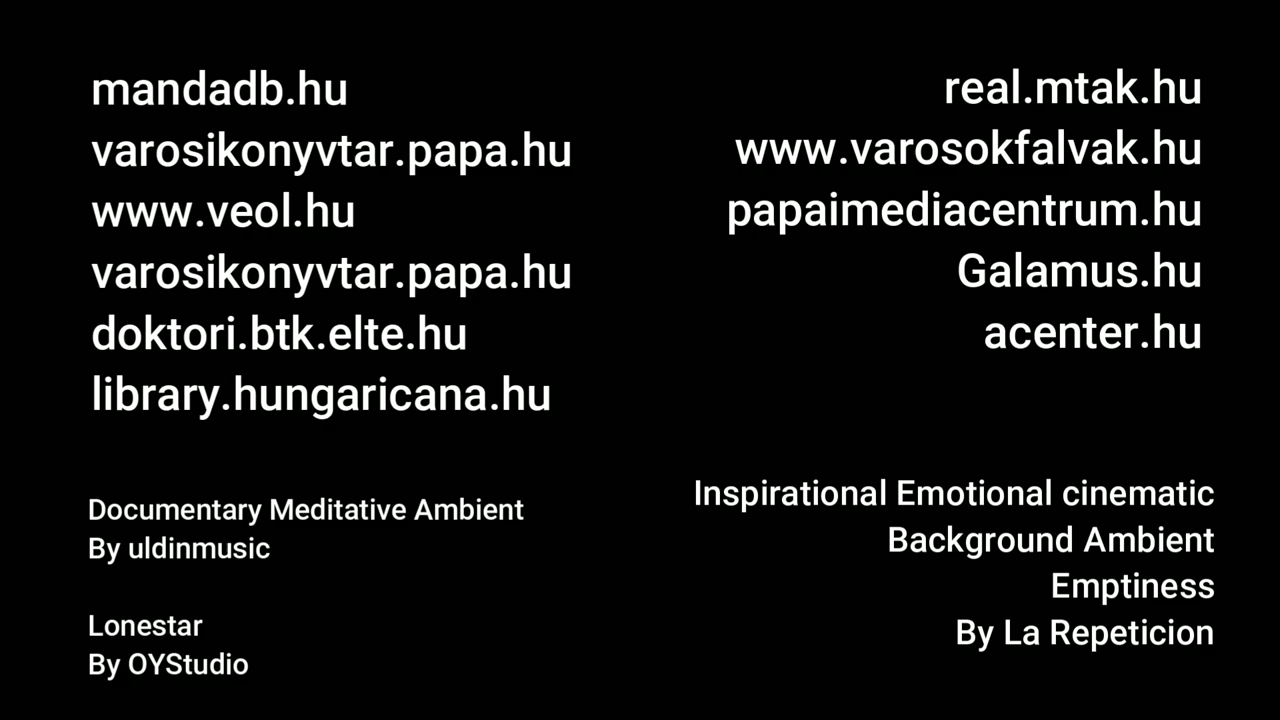 mandadb.hu
varosikonyvtar.papa.hu
www.veol.hu
varosikonyvtar.papa.hu
doktori.btk.elte.hu
library.hungaricana.hu
real.mtak.hu
www.varosokfalvak.hu
papaimediacentrum.hu
Galamus.hu
acenter.hu
Documentary Meditative Ambient
By uldinmusic
Lonestar
By OYStudio
Inspirational Emotional cinematic
Background Ambient
Emptiness
By La Repeticion